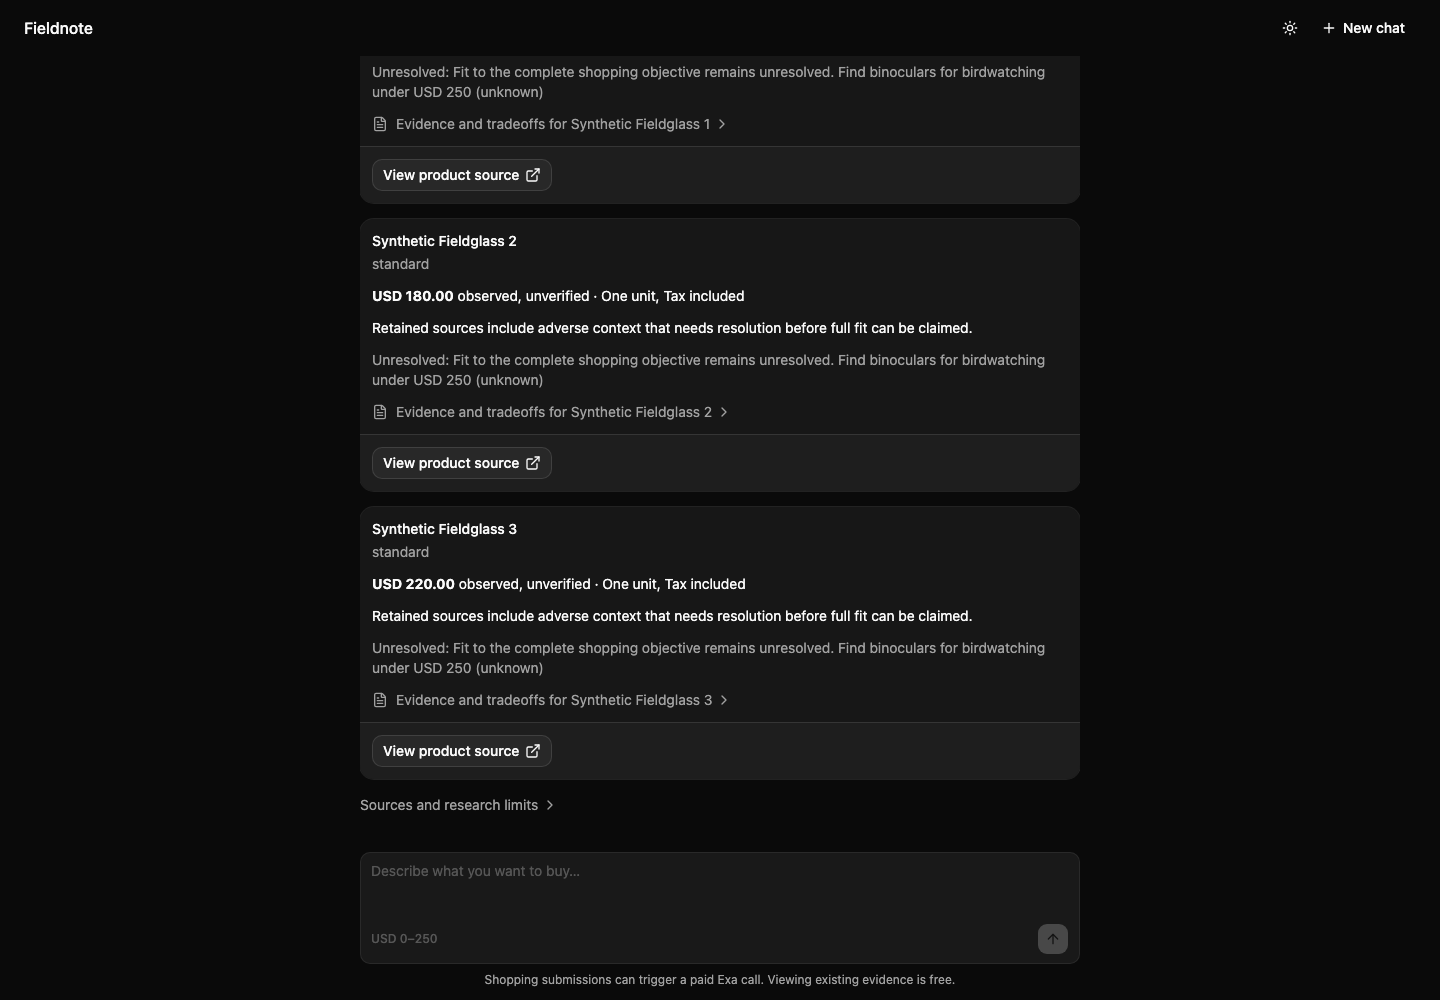 Fieldnote
New chat
Unresolved: Fit to the complete shopping objective remains unresolved. Find binoculars for birdwatching
under USD 250 (unknown)
Evidence and tradeoffs for Synthetic Fieldglass 1
View product source
Synthetic Fieldglass 2
standard
USD 180.00 observed, unverified · One unit, Tax included
Retained sources include adverse context that needs resolution before full fit can be claimed.
Unresolved: Fit to the complete shopping objective remains unresolved. Find binoculars for birdwatching
under USD 250 (unknown)
Evidence and tradeoffs for Synthetic Fieldglass 2
View product source
Synthetic Fieldglass 3
standard
USD 220.00 observed, unverified · One unit, Tax included
Retained sources include adverse context that needs resolution before full fit can be claimed.
Unresolved: Fit to the complete shopping objective remains unresolved. Find binoculars for birdwatching
under USD 250 (unknown)
Evidence and tradeoffs for Synthetic Fieldglass 3
View product source
Sources and research limits
Describe what you want to buy...
USD 0–250
Shopping submissions can trigger a paid Exa call. Viewing existing evidence is free.